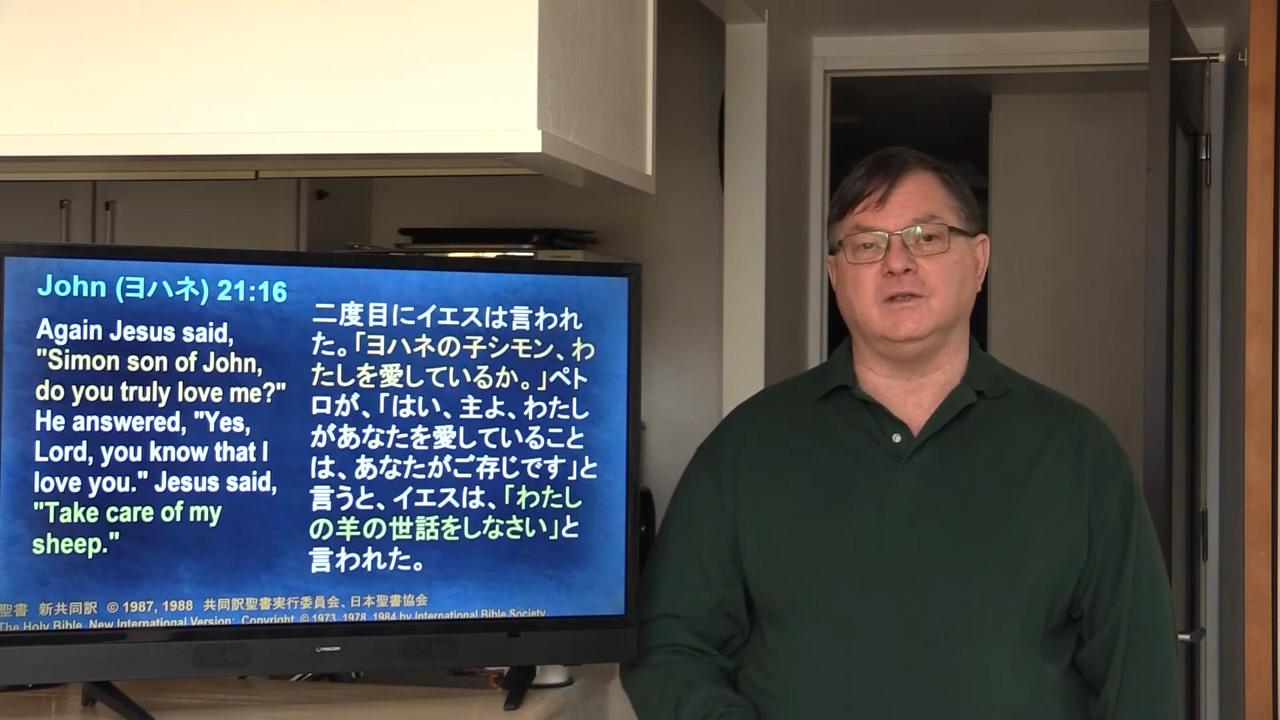 John (ヨハネ) 21:16
Again Jesus said,
"Simon son of John,
do you truly love me?"
He answered, "Yes,
Lord, you know that I
love you." Jesus said,
"Take care of my
sheep."
二度目にイエスは言われ
た。「ヨハネの子シモン、わ
たしを愛しているか。」ペト
ロが、「はい、主よ、わたし
があなたを愛していること
は、あなたがご存じです」と
言うと、イエスは、「わたし
の羊の世話をしなさい」と
言われた。
聖書 新共同訳 © 1987, 1988 共同訳聖書実行委員会、日本聖書協会
The Holy Bible, New International Version; Copyright © 1973, 1978, 1984 by International Bible Society